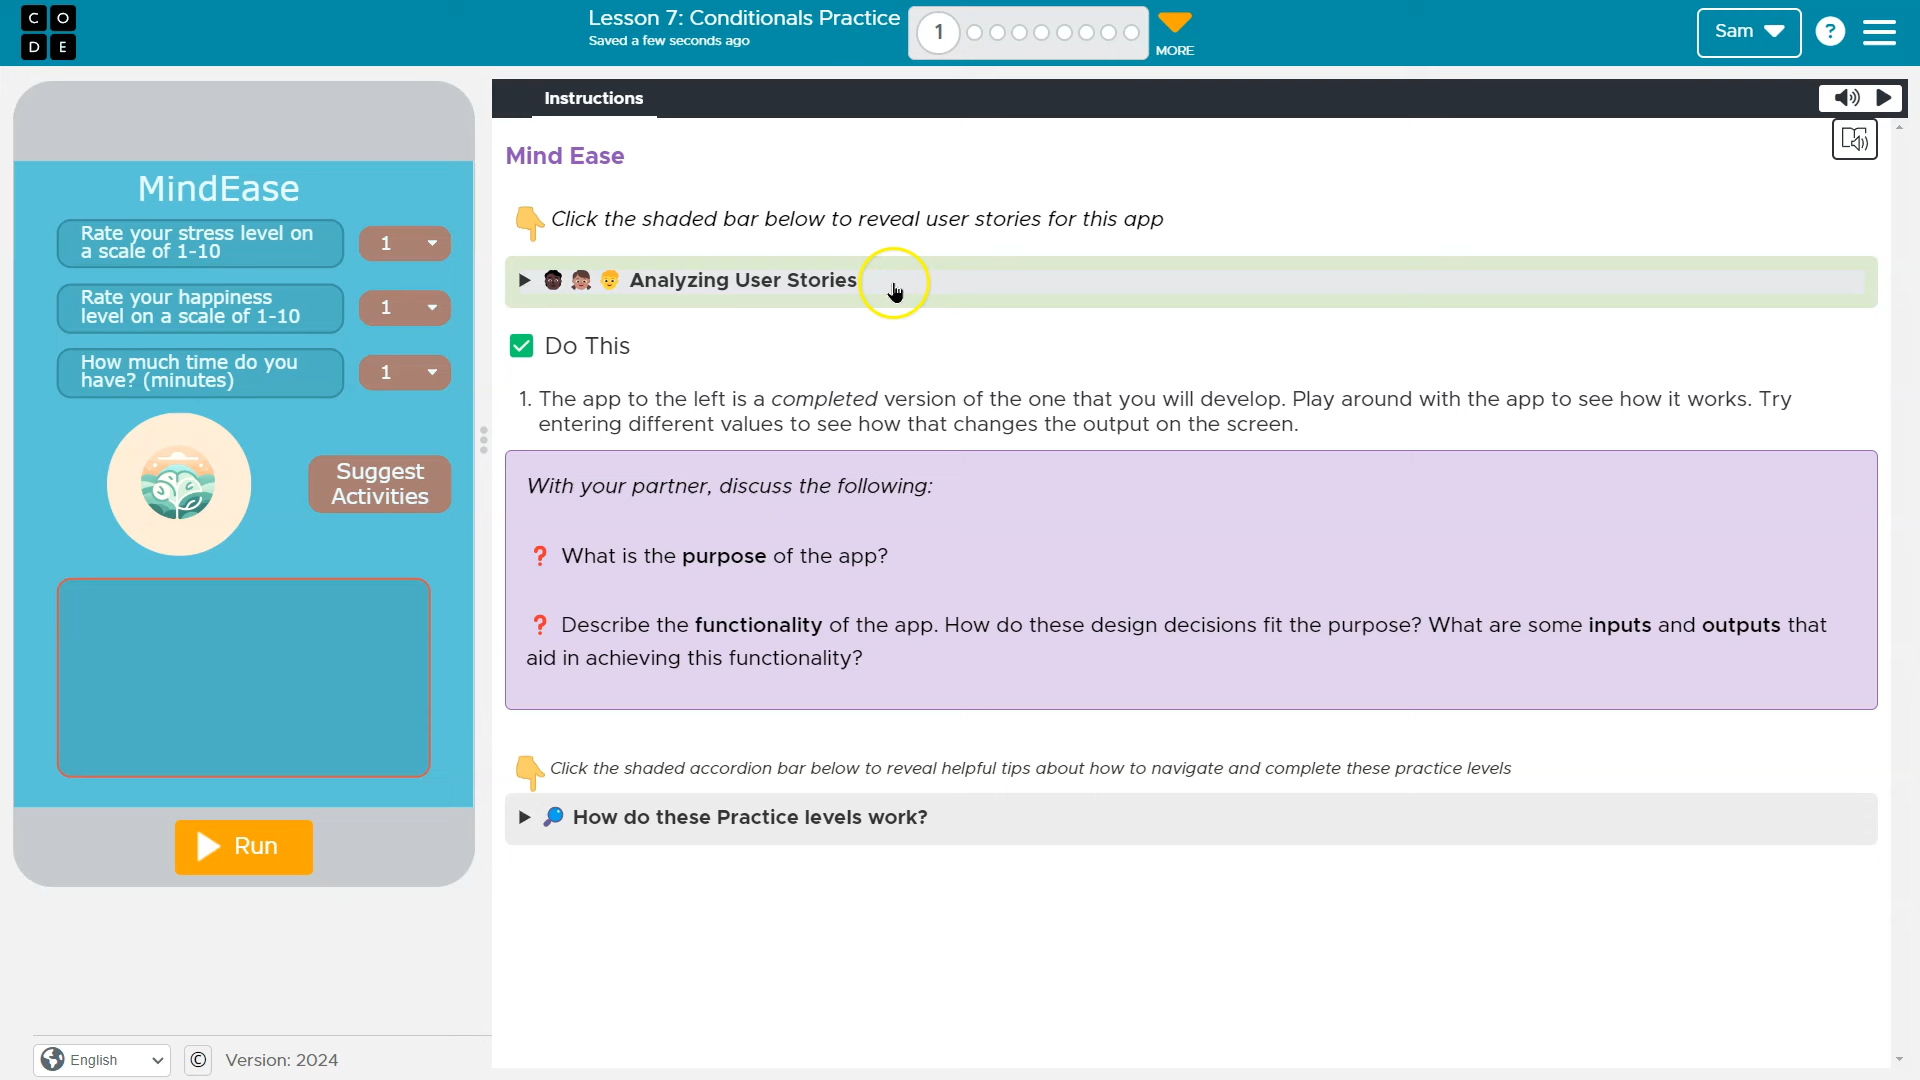 C O
D E
Lesson 7: Conditionals Practice
Saved a few seconds ago
1
MORE
Sam
?
Instructions
MindEase
Rate your stress level on
a scale of 1-10
1
Rate your happiness
level on a scale of 1-10
1
How much time do you
have? (minutes)
1
Suggest
Activities
Run
Mind Ease
Click the shaded bar below to reveal user stories for this app
Analyzing User Stories
Do This
1. The app to the left is a completed version of the one that you will develop. Play around with the app to see how it works. Try
entering different values to see how that changes the output on the screen.
With your partner, discuss the following:
❓ What is the purpose of the app?
❓ Describe the functionality of the app. How do these design decisions fit the purpose? What are some inputs and outputs that
aid in achieving this functionality?
Click the shaded accordion bar below to reveal helpful tips about how to navigate and complete these practice levels
How do these Practice levels work?
English
©
Version: 2024